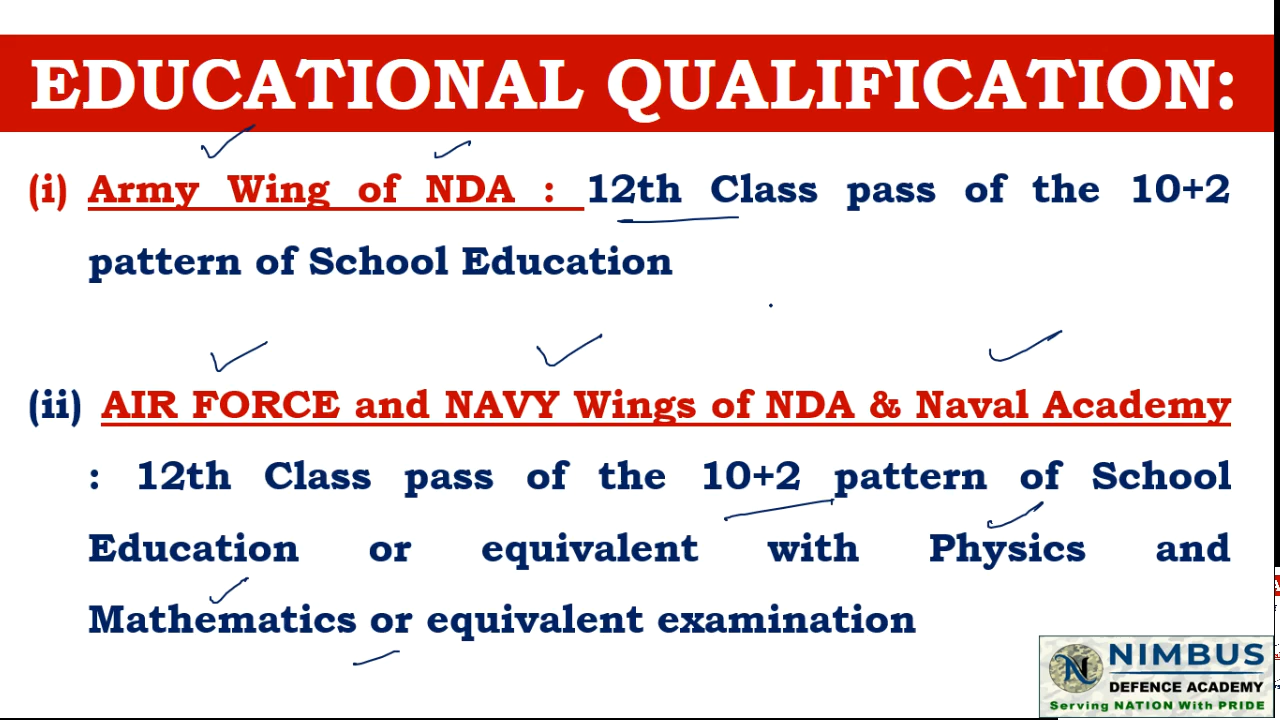 EDUCATIONAL QUALIFICATION:
(i) Army Wing of NDA : 12th Class pass of the 10+2
pattern of School Education
(ii) AIR FORCE and NAVY Wings of NDA & Naval Academy
: 12th Class pass of the 10+2 pattern of School
Education or equivalent with Physics and
Mathematics or equivalent examination
NIMBUS
DEFENCE ACADEMY
Serving NATION With PRIDE